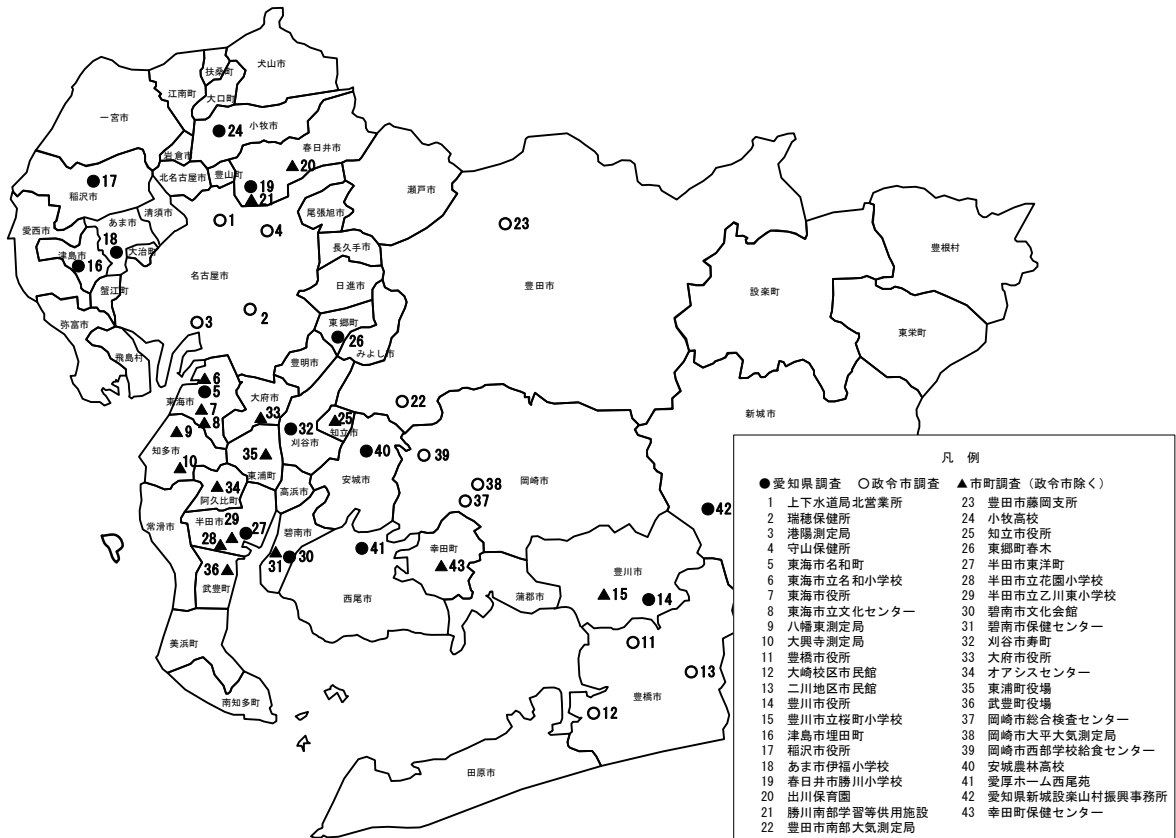 犬山市
扶桑町
江南町
大口町
一宮市
24 小牧市
岩倉市
春日井市
20
北名古屋市
豊山町
19
21
17
稲沢市
瀬戸市
清須市
あま市
愛西市
1
4
尾張旭市
23
18
大治町
津島市
16
長久手市
豊根村
名古屋市
蟹江町
日進市
豊田市
設楽町
弥富市
3
2
東郷町
26
みよし市
東栄町
飛島村
豊明市
6
5
東海市
7
8
大府市
33
22
新城市
25
知立市
9
32
刈谷市
知多市
10
35
東浦町
40
安城市
39
38
37
岡崎市
34
阿久比町
高浜市
42
常滑市
半田市
29
27
28
碧南市
31
30
41
幸田町
43
豊川市
15
14
36
武豊町
西尾市
蒲郡市
美浜町
11
13
南知多町
豊橋市
12
田原市
凡 例
●愛知県調査 ○政令市調査 ▲市町調査（政令市除く）
1 上下水道局北営業所
2 瑞穂保健所
3 港陽測定局
4 守山保健所
5 東海市名和町
6 東海市立名和小学校
7 東海市役所
8 東海市立文化センター
9 八幡東測定局
10 大興寺測定局
11 豊橋市役所
12 大崎校区市民館
13 二川地区市民館
14 豊川市役所
15 豊川市立桜町小学校
16 津島市埋田町
17 稲沢市役所
18 あま市伊福小学校
19 春日井市勝川小学校
20 出川保育園
21 勝川南部学習等供用施設
22 豊田市南部大気測定局
23 豊田市藤岡支所
24 小牧高校
25 知立市役所
26 東郷町春木
27 半田市東洋町
28 半田市立花園小学校
29 半田市立乙川東小学校
30 碧南市文化会館
31 碧南市保健センター
32 刈谷市寿町
33 大府市役所
34 オアシスセンター
35 東浦町役場
36 武豊町役場
37 岡崎市総合検査センター
38 岡崎市大平大気測定局
39 岡崎市西部学校給食センター
40 安城農林高校
41 愛厚ホーム西尾苑
42 愛知県新城設楽山村振興事務所
43 幸田町保健センター